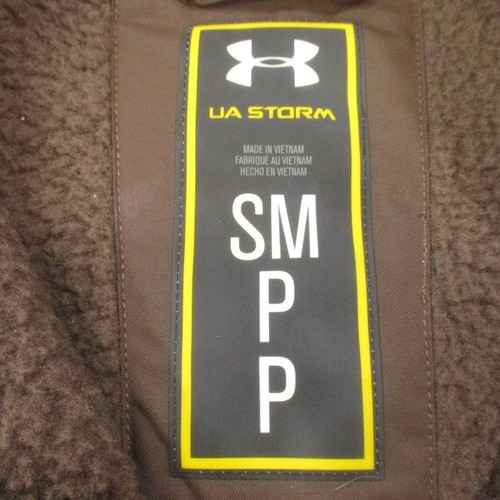 UA STORM
MADE IN VIETNAM
FABRIQUÉ AU VIETNAM
HECHO EN VIETNAM
SM
P
P